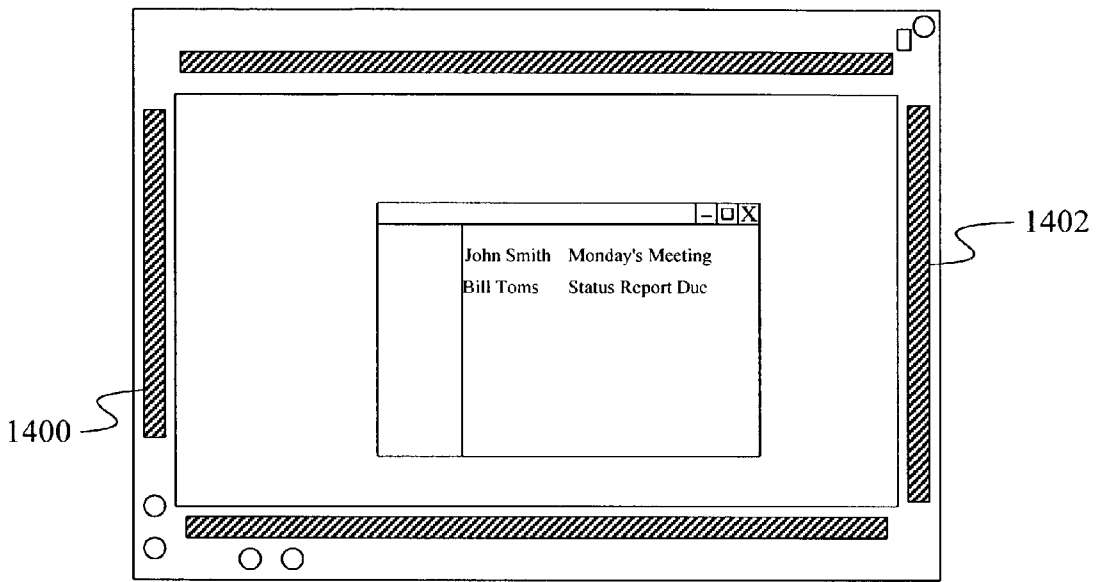 – X
1402
John Smith Monday's Meeting
Bill Toms Status Report Due
1400